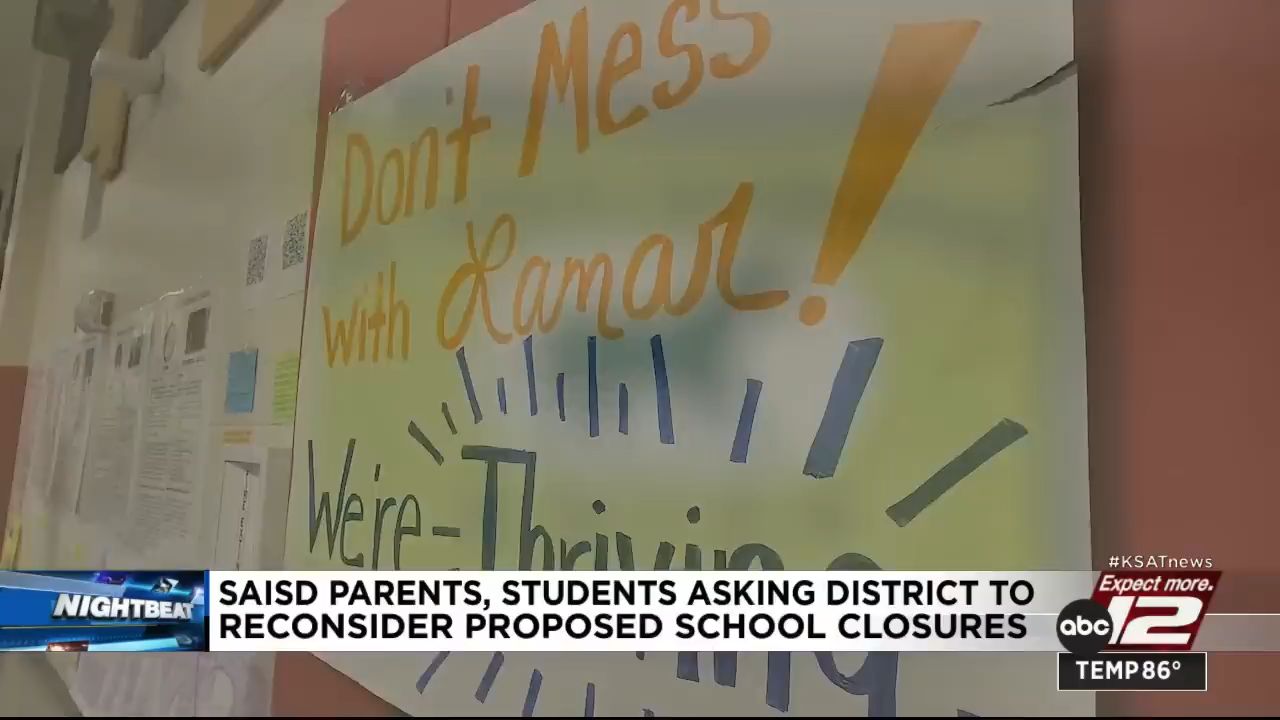 Don't Mess
with Lamar!
We're-Thriving
#KSATnews
NIGHTBEAT
SAISD PARENTS, STUDENTS ASKING DISTRICT TO
RECONSIDER PROPOSED SCHOOL CLOSURES
Expect more.
abc 12
TEMP 86°